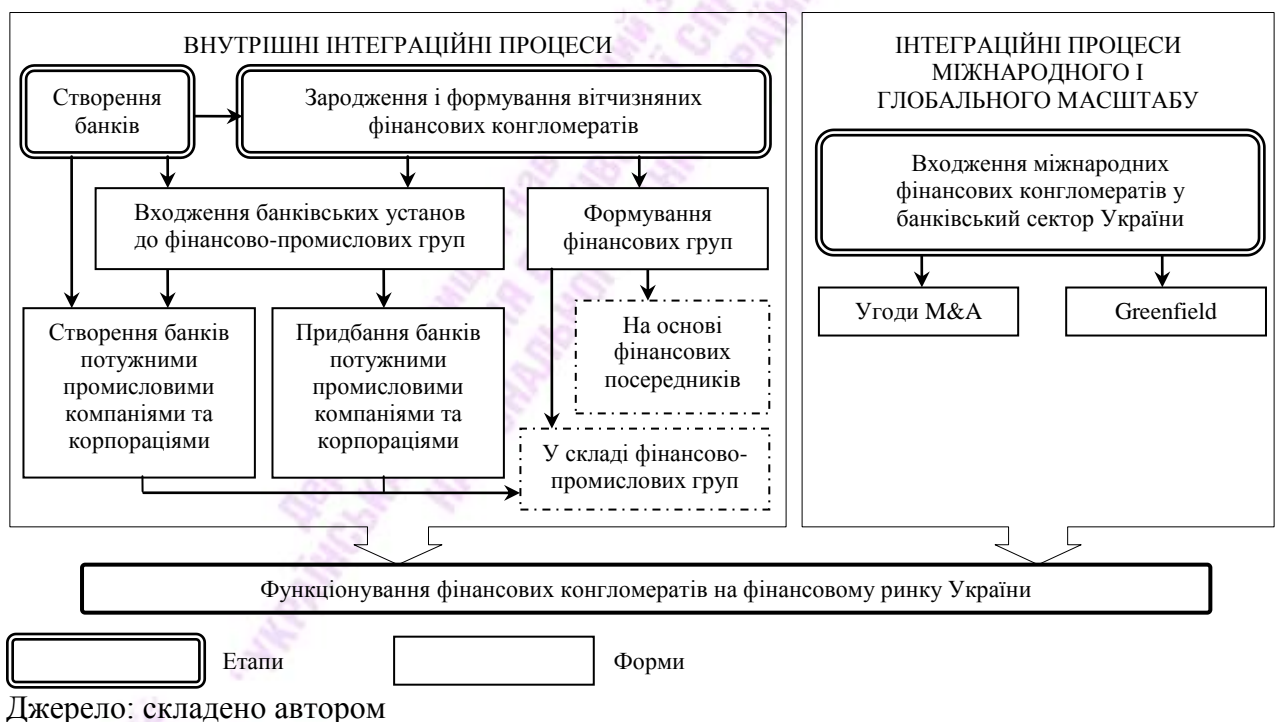 ВНУТРІШНІ ІНТЕГРАЦІЙНІ ПРОЦЕСИ
Створення
банків
Зародження і формування вітчизняних
фінансових конгломератів
Входження банківських установ
до фінансово-промислових груп
Формування
фінансових груп
Створення банків
потужними
промисловими
компаніями та
корпораціями
Придбання банків
потужними
промисловими
компаніями та
корпораціями
На основі
фінансових
посередників
У складі фінансово-
промислових груп
ІНТЕГРАЦІЙНІ ПРОЦЕСИ
МІЖНАРОДНОГО І
ГЛОБАЛЬНОГО МАСШТАБУ
Входження міжнародних
фінансових конгломератів у
банківський сектор України
Угоди M&A
Greenfield
Функціонування фінансових конгломератів на фінансовому ринку України
Етапи
Форми
Джерело: складено автором